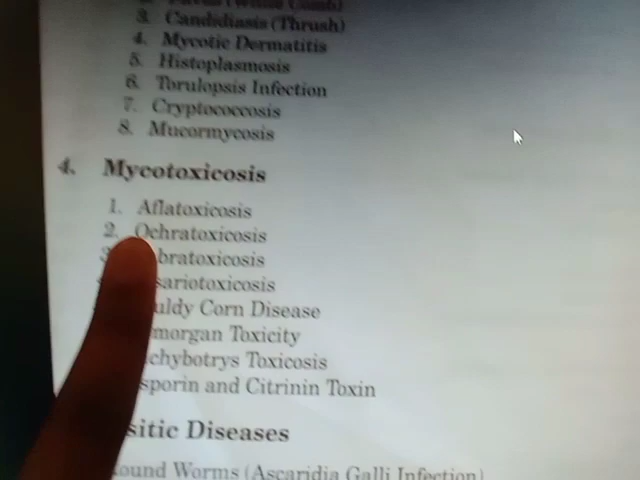 3. Candidiasis (Thrush)
4. Mycotic Dermatitis
5. Histoplasmosis
6. Torulopsis Infection
7. Cryptococcosis
8. Mucormycosis
4. Mycotoxicosis
1. Aflatoxicosis
2. Ochratoxicosis
bratoxicosis
sariotoxicosis
uldy Corn Disease
morgan Toxicity
chybotrys Toxicosis
sporin and Citrinin Toxin
sitic Diseases
ound Worms (Ascaridia Galli Infection)